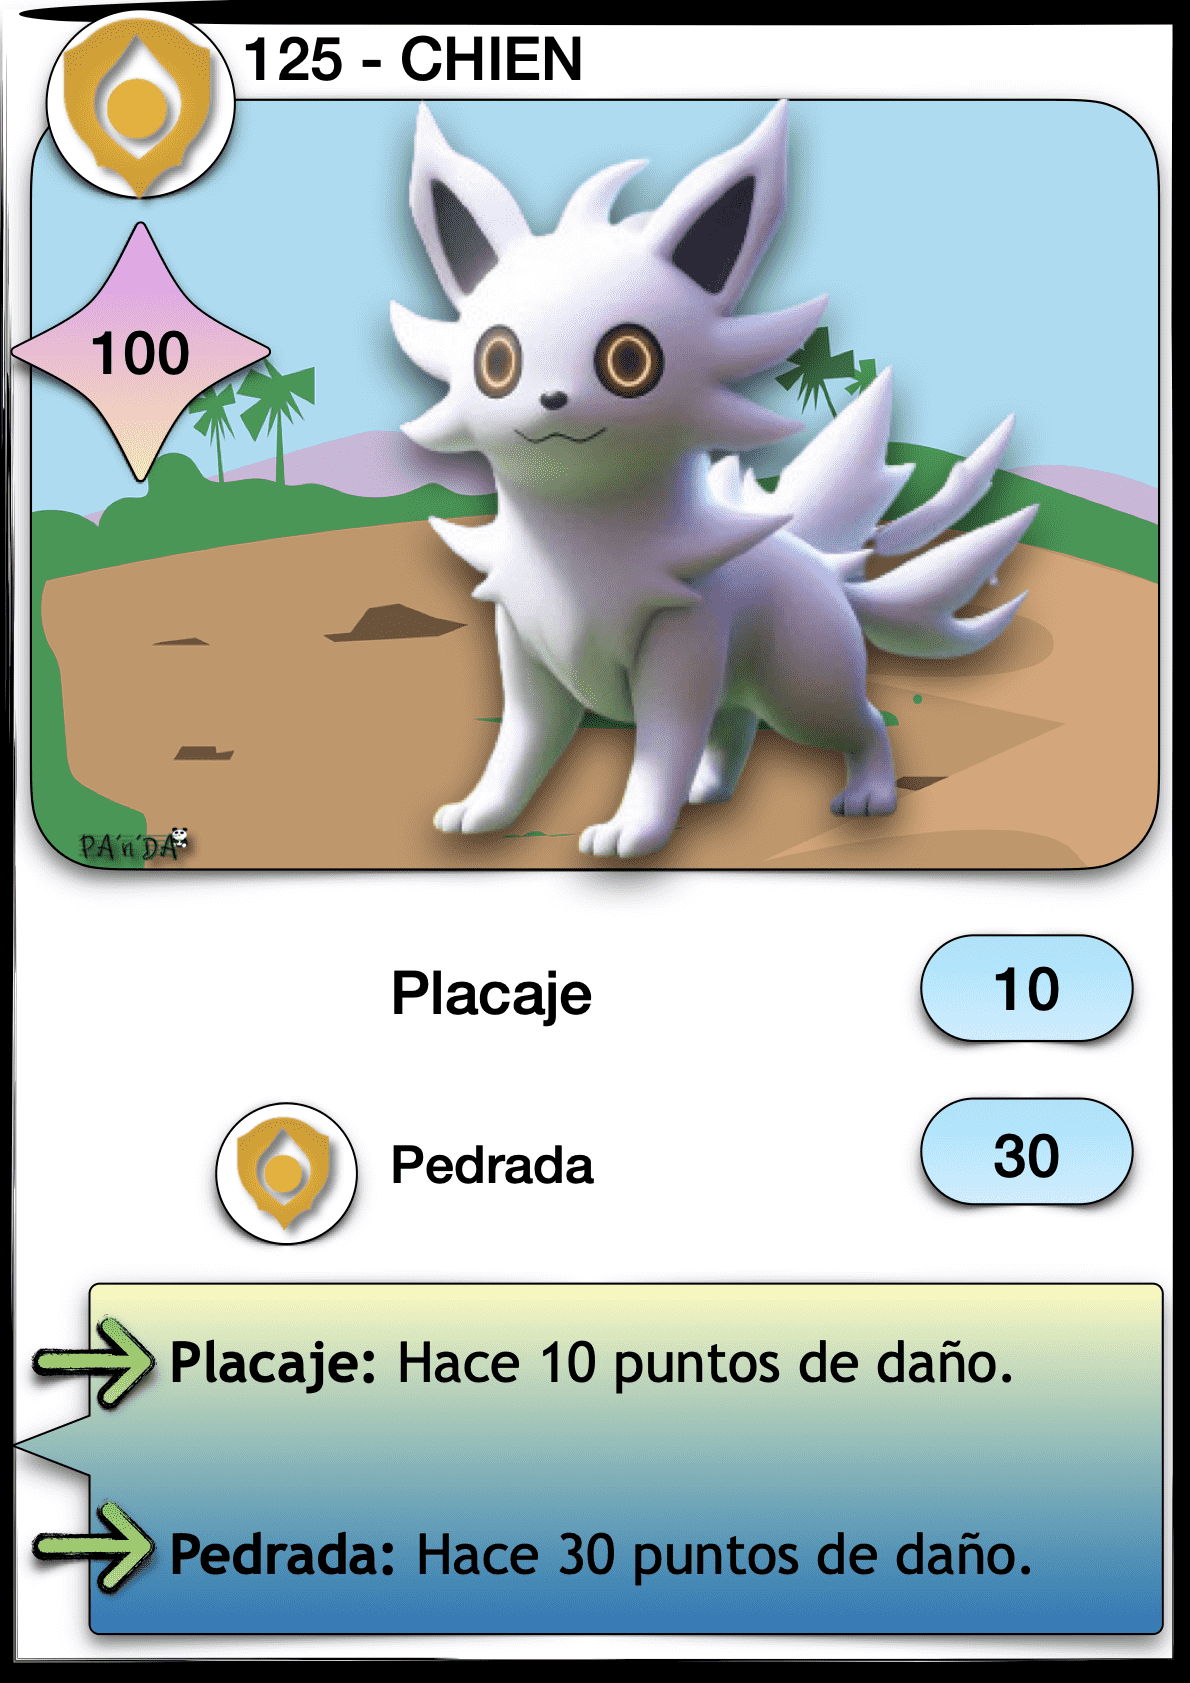 125 - CHIEN
100
PA'n'DA
Placaje
10
Pedrada
30
Placaje: Hace 10 puntos de daño.
Pedrada: Hace 30 puntos de daño.